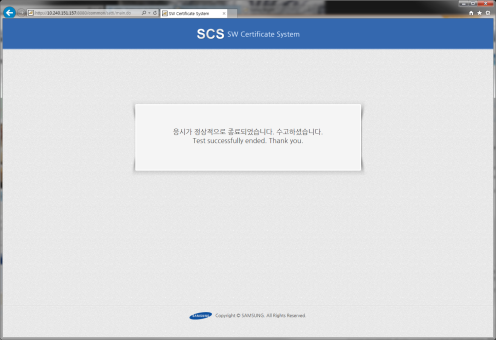 SW Certificate System
SCS SW Certificate System
응시가 정상적으로 종료되었습니다. 수고하셨습니다.
Test successfully ended. Thank you.
SAMSUNG Copyright © SAMSUNG. All Rights Reserved.